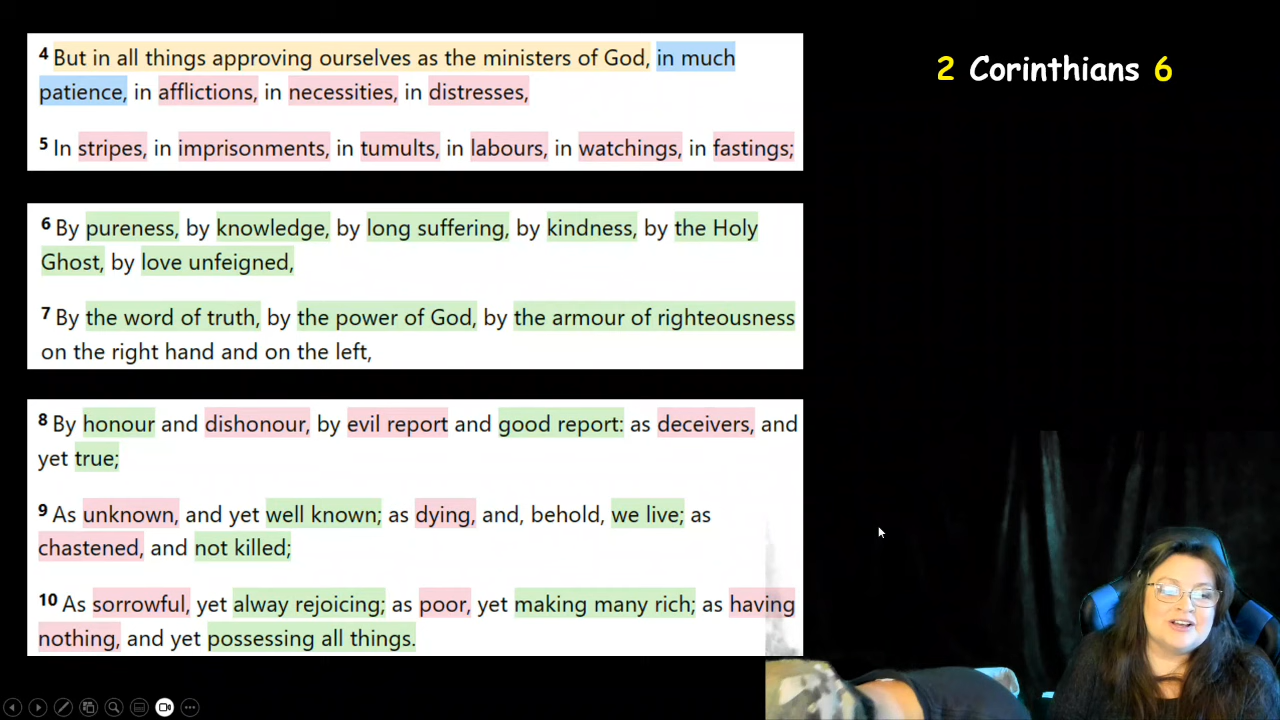 2 Corinthians 6
4 But in all things approving ourselves as the ministers of God, in much
patience, in afflictions, in necessities, in distresses,
5 In stripes, in imprisonments, in tumults, in labours, in watchings, in fastings;
6 By pureness, by knowledge, by long suffering, by kindness, by the Holy
Ghost, by love unfeigned,
7 By the word of truth, by the power of God, by the armour of righteousness
on the right hand and on the left,
8 By honour and dishonour, by evil report and good report: as deceivers, and
yet true;
9 As unknown, and yet well known; as dying, and, behold, we live; as
chastened, and not killed;
10 As sorrowful, yet alway rejoicing; as poor, yet making many rich; as having
nothing, and yet possessing all things.